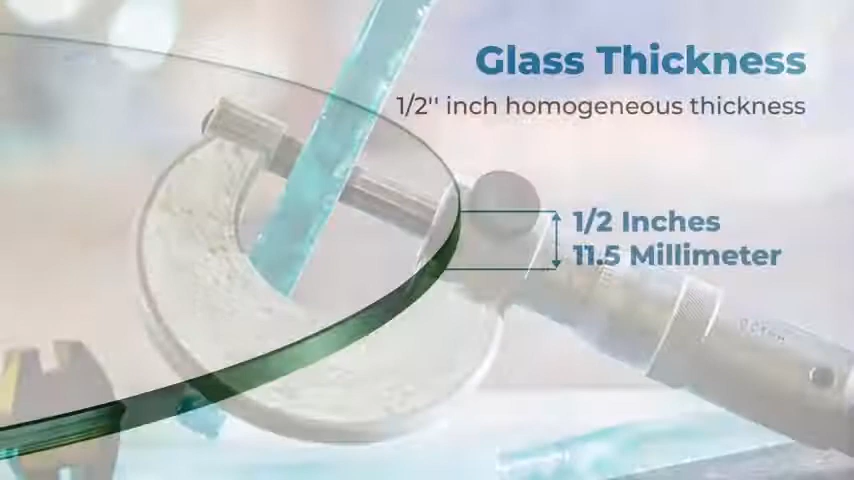 Glass Thickness
1/2'' inch homogeneous thickness
1/2 Inches
11.5 Millimeter